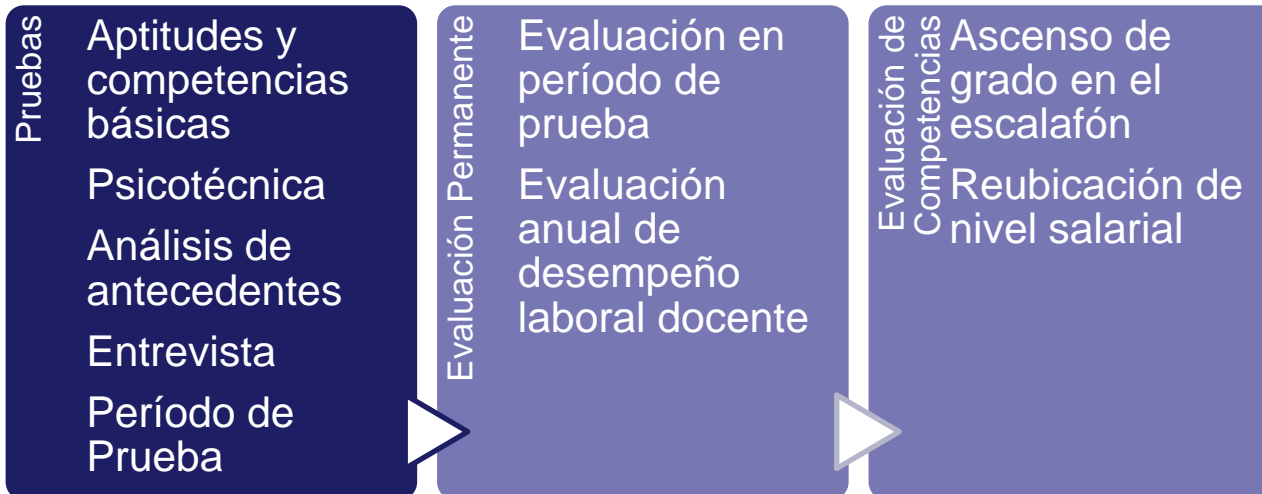 Pruebas
Aptitudes y
competencias
básicas
Psicotécnica
Análisis de
antecedentes
Entrevista
Período de
Prueba
Evaluación Permanente
Evaluación en
período de
prueba
Evaluación
anual de
desempeño
laboral docente
Evaluación de
Competencias
Ascenso de
grado en el
escalafón
Reubicación de
nivel salarial